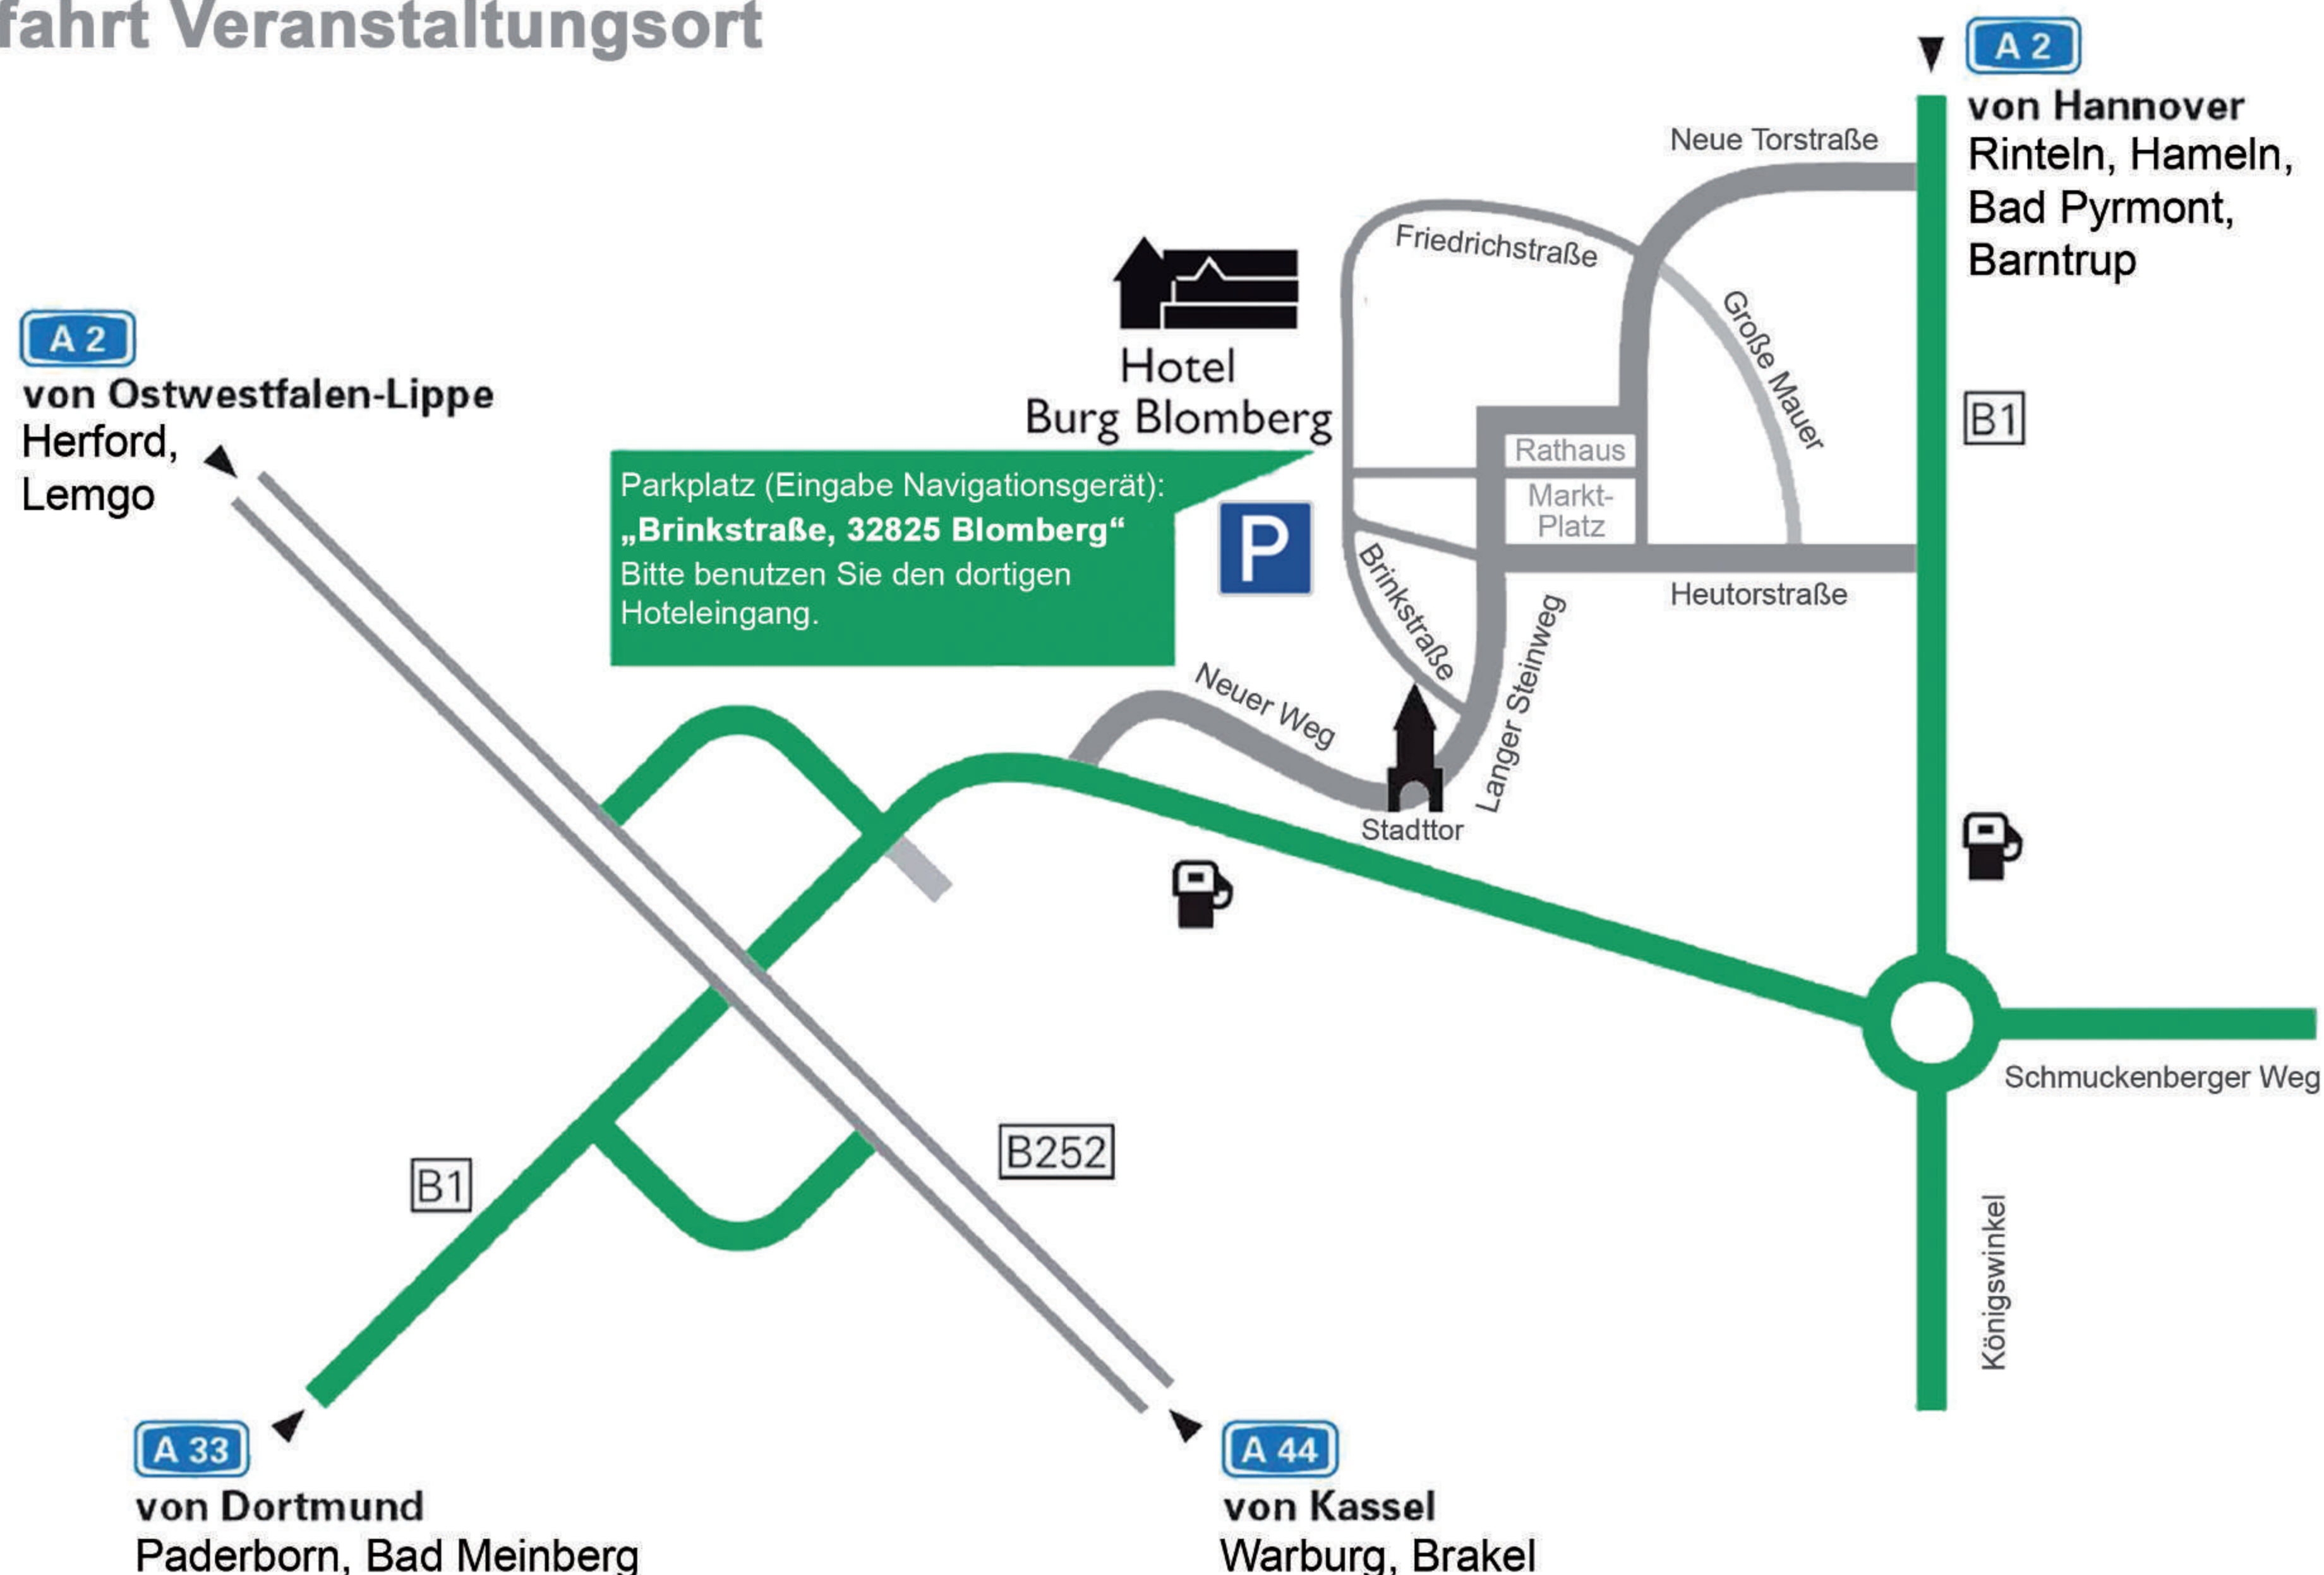 fahrt Veranstaltungsort
A 2
von Hannover
Rinteln, Hameln,
Bad Pyrmont,
Barntrup
Neue Torstraße
Friedrichstraße
Große Mauer
A 2
von Ostwestfalen-Lippe
Herford,
Lemgo
Hotel
Burg Blomberg
B1
Rathaus
Markt-
Platz
Parkplatz (Eingabe Navigationsgerät):
„Brinkstraße, 32825 Blomberg“
Bitte benutzen Sie den dortigen
Hoteleingang.
P
Brinkstraße
Heutorstraße
Langer Steinweg
Neuer Weg
Stadttor
Schmuckenberger Weg
B252
B1
Königswinkel
A 33
von Dortmund
Paderborn, Bad Meinberg
A 44
von Kassel
Warburg, Brakel